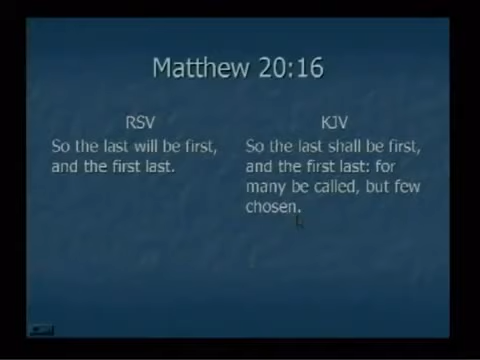 Matthew 20:16
RSV
So the last will be first,
and the first last.
KJV
So the last shall be first,
and the first last: for
many be called, but few
chosen.